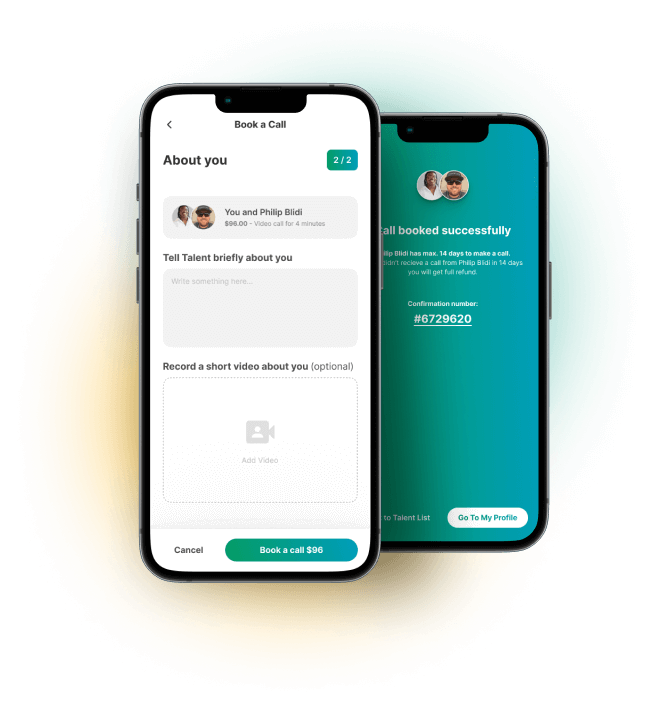 Book a Call
About you
2 / 2
You and Philip Blidi
$96.00 - Video call for 4 minutes
Tell Talent briefly about you
Write something here...
Record a short video about you (optional)
Add Video
Cancel
Book a call $96
all booked successfully
Blidi has max. 14 days to make a call.
recieve a call from Philip Blidi in 14 days
you will get full refund.
Confirmation number:
#6729620
to Talent List
Go To My Profile